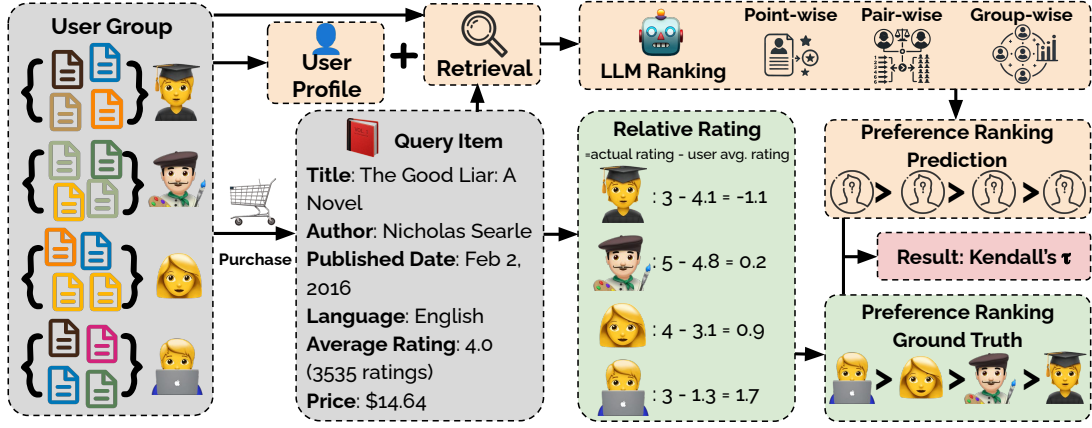 User Group
User
Profile
+
Retrieval
LLM Ranking
Point-wise
Pair-wise
Group-wise
Purchase
Query Item
Title: The Good Liar: A
Novel
Author: Nicholas Searle
Published Date: Feb 2,
2016
Language: English
Average Rating: 4.0
(3535 ratings)
Price: $14.64
Relative Rating
=actual rating - user avg. rating
: 3 - 4.1 = -1.1
: 5 - 4.8 = 0.2
: 4 - 3.1 = 0.9
: 3 - 1.3 = 1.7
Preference Ranking
Prediction
> > >
Result: Kendall's τ
Preference Ranking
Ground Truth
> > >